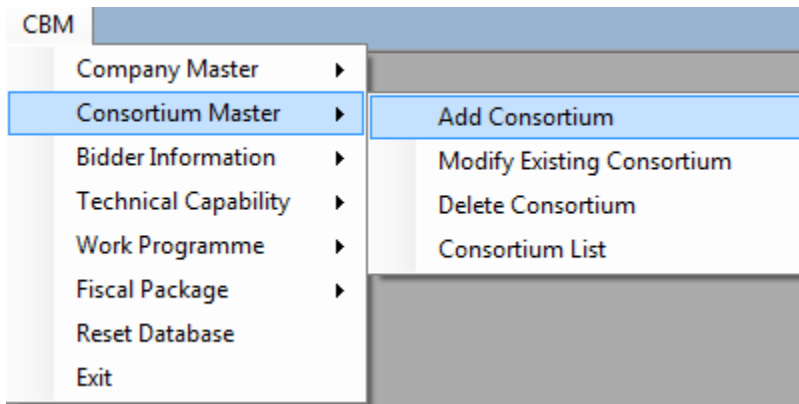 CBM
Company Master
Consortium Master
Bidder Information
Technical Capability
Work Programme
Fiscal Package
Reset Database
Exit
Add Consortium
Modify Existing Consortium
Delete Consortium
Consortium List